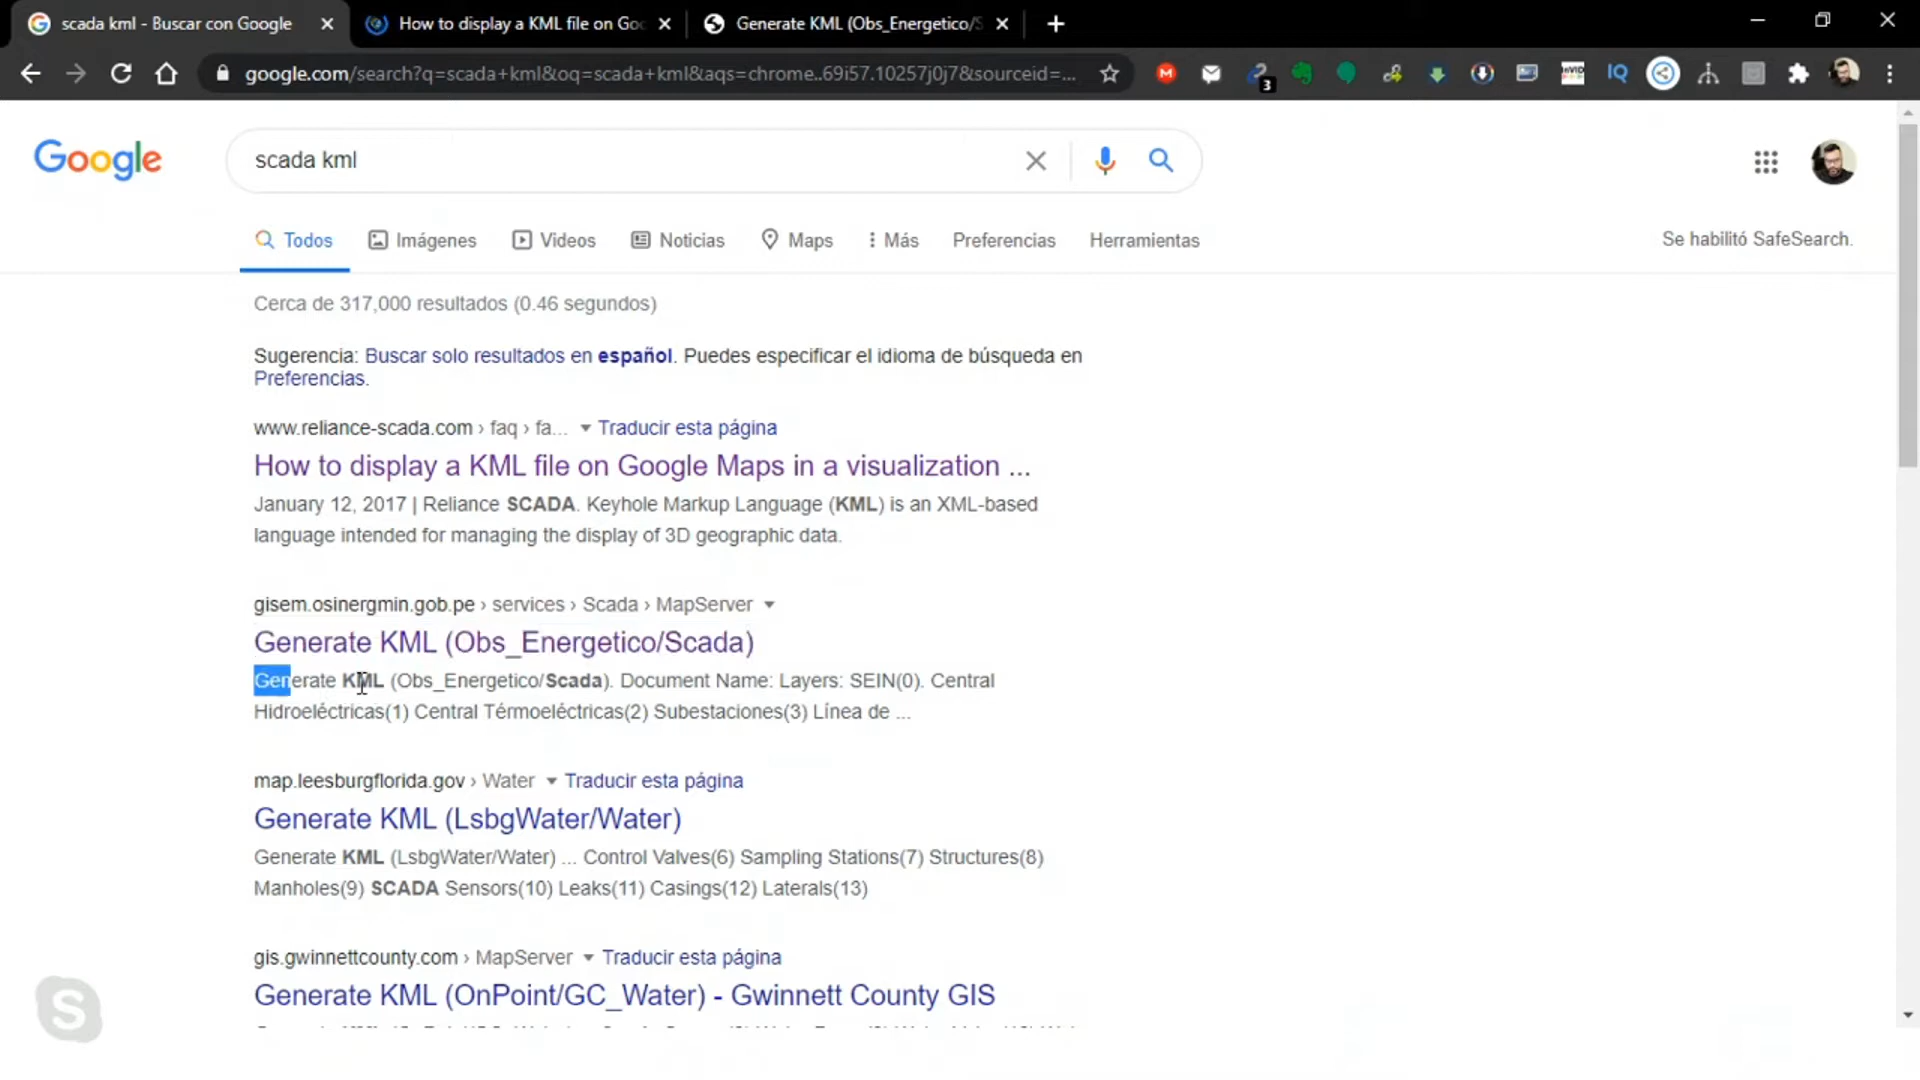 scada kml - Buscar con Google
How to display a KML file on Goo
Generate KML (Obs_Energetico/S
google.com/search?q=scada+kml&oq=scada+kml&aqs=chrome..69i57.10257j0j7&sourceid=...
3
IQ
Google
scada kml
Todos
Imágenes
Videos
Noticias
Maps
Más
Preferencias
Herramientas
Se habilitó SafeSearch.
Cerca de 317,000 resultados (0.46 segundos)
Sugerencia: Buscar solo resultados en español. Puedes especificar el idioma de búsqueda en
Preferencias.
www.reliance-scada.com › faq › fa... Traducir esta página
How to display a KML file on Google Maps in a visualization ...
January 12, 2017 | Reliance SCADA. Keyhole Markup Language (KML) is an XML-based
language intended for managing the display of 3D geographic data.
gisem.osinergmin.gob.pe › services › Scada › MapServer
Generate KML (Obs_Energetico/Scada)
Generate KML (Obs_Energetico/Scada). Document Name: Layers: SEIN(0). Central
Hidroeléctricas(1) Central Térmoeléctricas(2) Subestaciones(3) Línea de ...
map.leesburgflorida.gov › Water Traducir esta página
Generate KML (LsbgWater/Water)
Generate KML (LsbgWater/Water) ... Control Valves(6) Sampling Stations(7) Structures(8)
Manholes(9) SCADA Sensors(10) Leaks(11) Casings(12) Laterals(13)
gis.gwinnettcounty.com › MapServer Traducir esta página
Generate KML (OnPoint/GC_Water) - Gwinnett County GIS